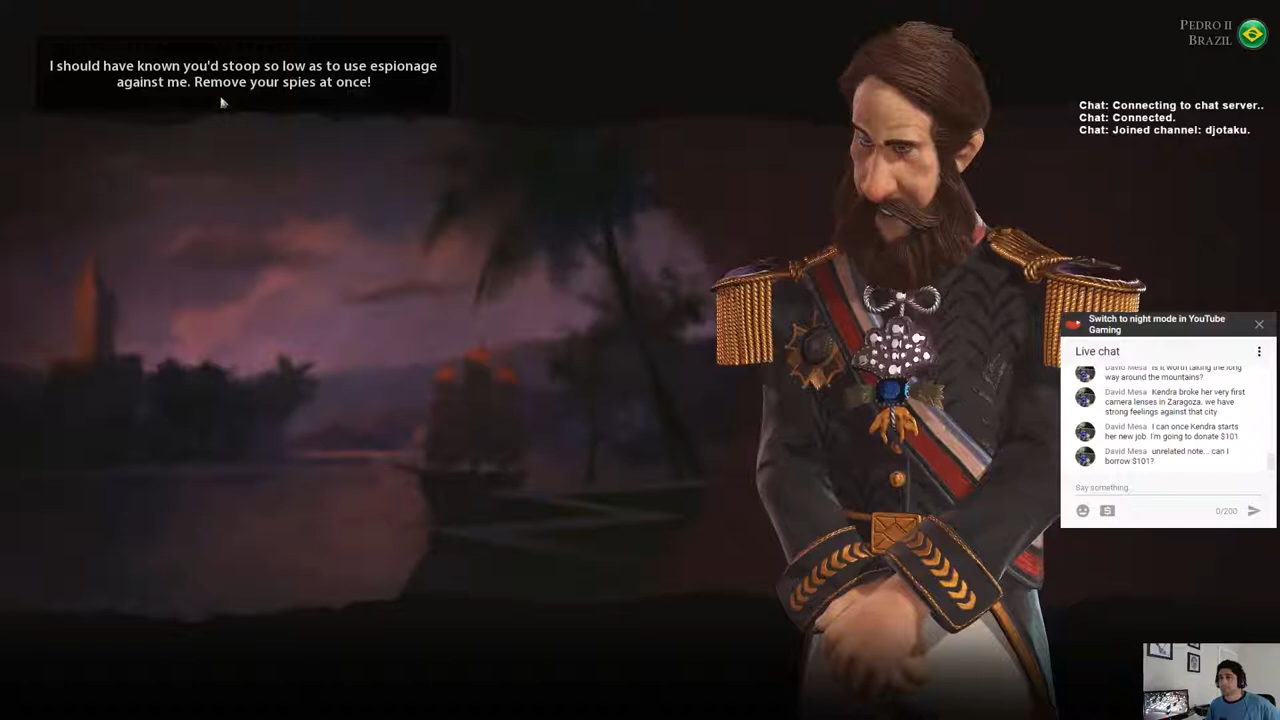 I should have known you'd stoop so low as to use espionage
against me. Remove your spies at once!
PEDRO II
BRAZIL
Chat: Connecting to chat server..
Chat: Connected.
Chat: Joined channel: djotaku.
Switch to night mode in YouTube
Gaming
Live chat
David Mesa Is it worth taking the long
way around the mountains?
David Mesa Kendra broke her very first
camera lenses in Zaragoza, we have
strong feelings against that city
David Mesa I can once Kendra starts
her new job. I'm going to donate $101
David Mesa unrelated note... can I
borrow $101?
Say something...
0/200